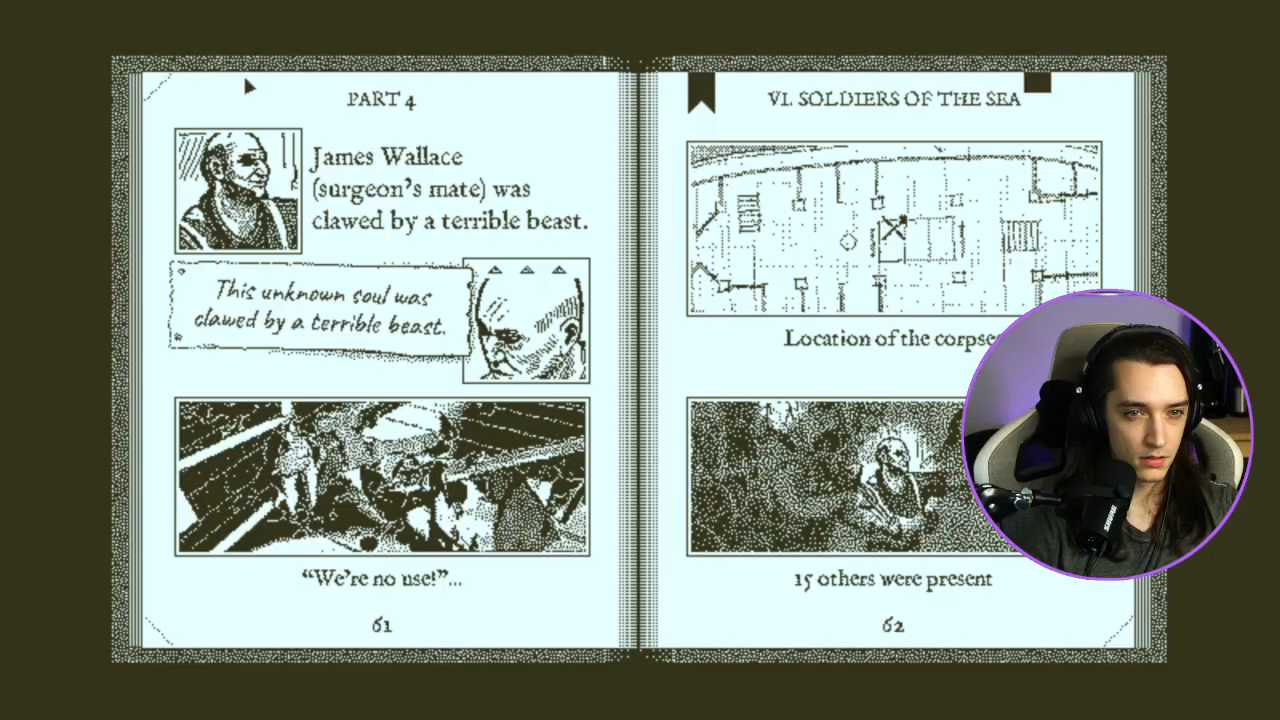 PART 4
James Wallace
(surgeon's mate) was
clawed by a terrible beast.
This unknown soul was
clawed by a terrible beast.
"We're no use!"...
61
VI. SOLDIERS OF THE SEA
Location of the corpse
15 others were present
62